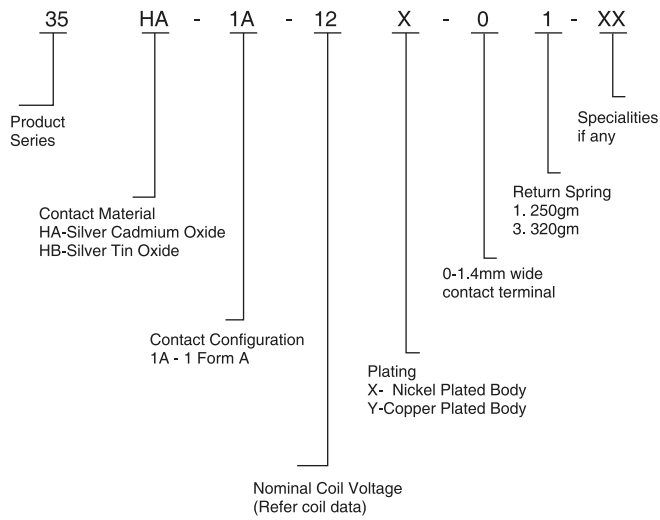 35 HA - 1A - 12 X - 0 1 - XX
Product
Series
Specialities
if any
Contact Material
HA-Silver Cadmium Oxide
HB-Silver Tin Oxide
Return Spring
1. 250gm
3. 320gm
0-1.4mm wide
contact terminal
Contact Configuration
1A - 1 Form A
Plating
X- Nickel Plated Body
Y-Copper Plated Body
Nominal Coil Voltage
(Refer coil data)